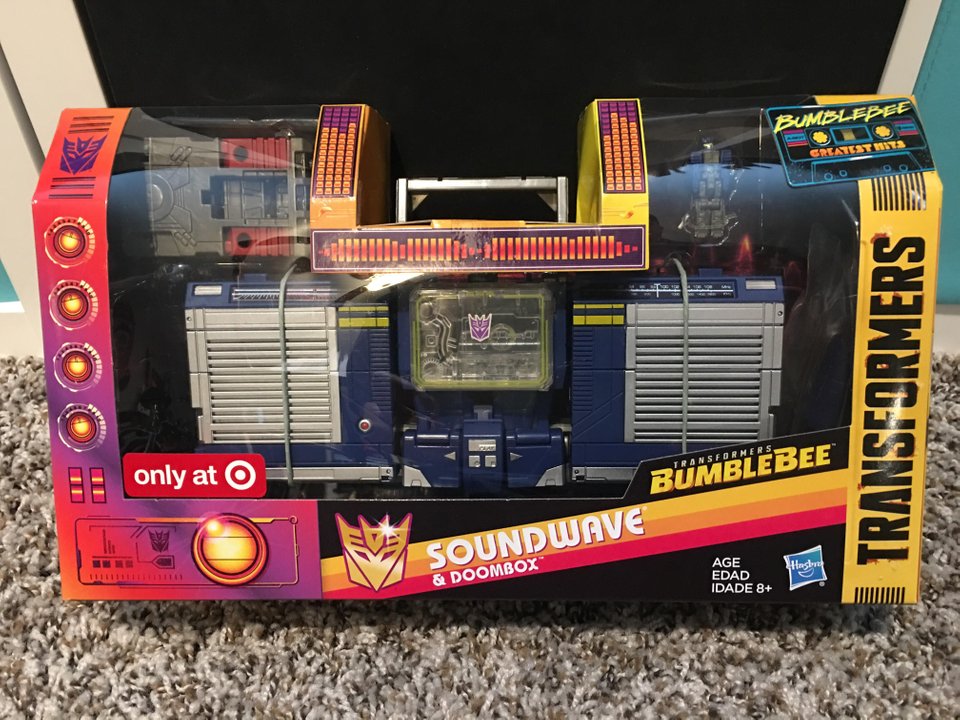 BUMBLEBEE
GREATEST HITS
TRANSFORMERS
only at
TRANSFORMERS
BUMBLEBEE
SOUNDWAVE
& DOOMBOX
AGE
EDAD
IDADE 8+
Hasbro